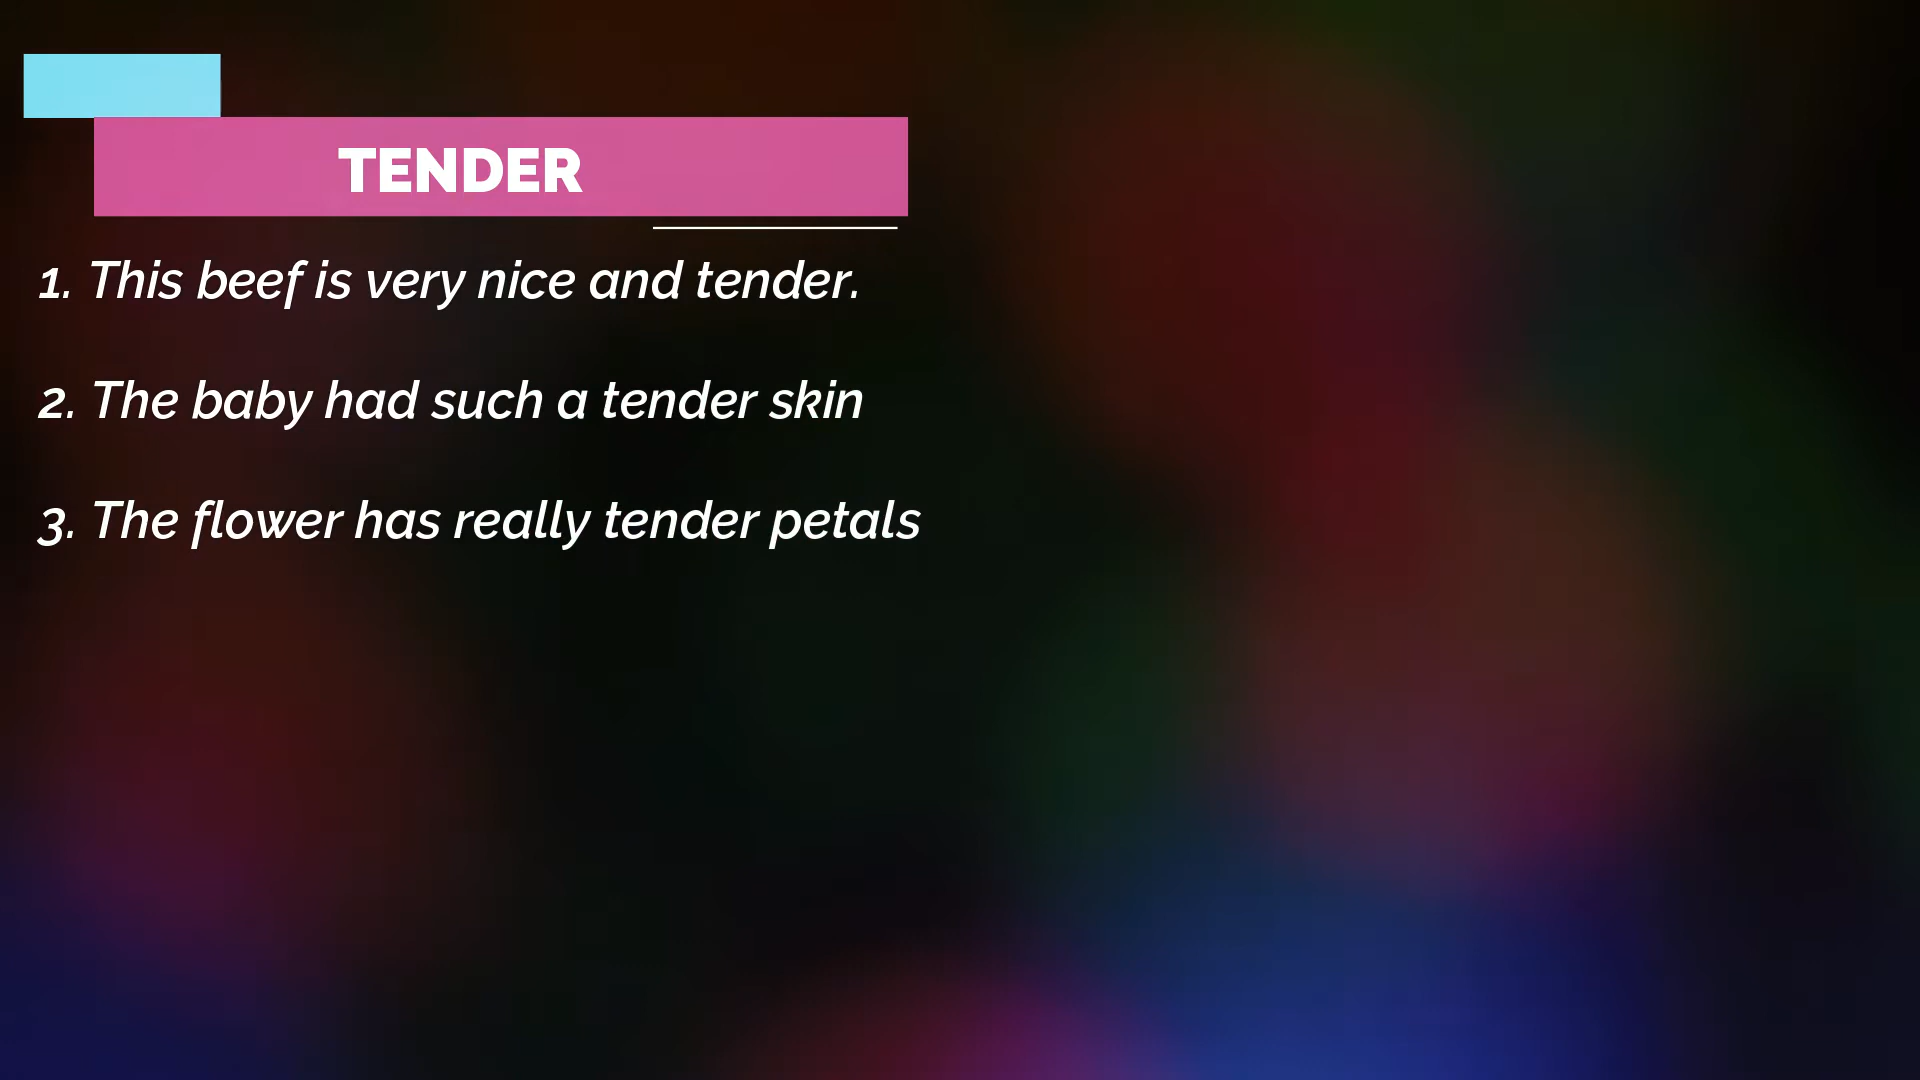 TENDER
1. This beef is very nice and tender.
2. The baby had such a tender skin
3. The flower has really tender petals